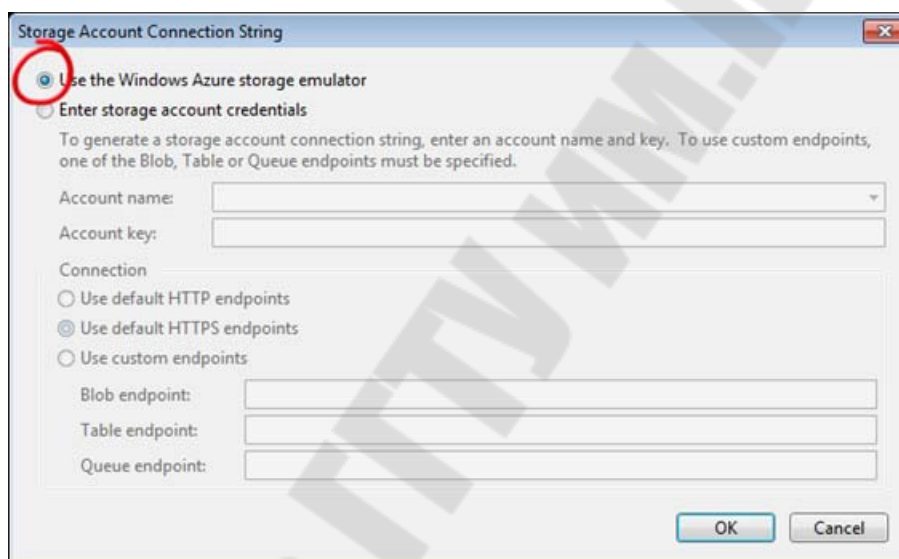 Storage Account Connection String
Use the Windows Azure storage emulator
Enter storage account credentials
To generate a storage account connection string, enter an account name and key. To use custom endpoints,
one of the Blob, Table or Queue endpoints must be specified.
Account name:
Account key:
Connection
Use default HTTP endpoints
Use default HTTPS endpoints
Use custom endpoints
Blob endpoint:
Table endpoint:
Queue endpoint:
OK Cancel
ГГТУ ИМ.